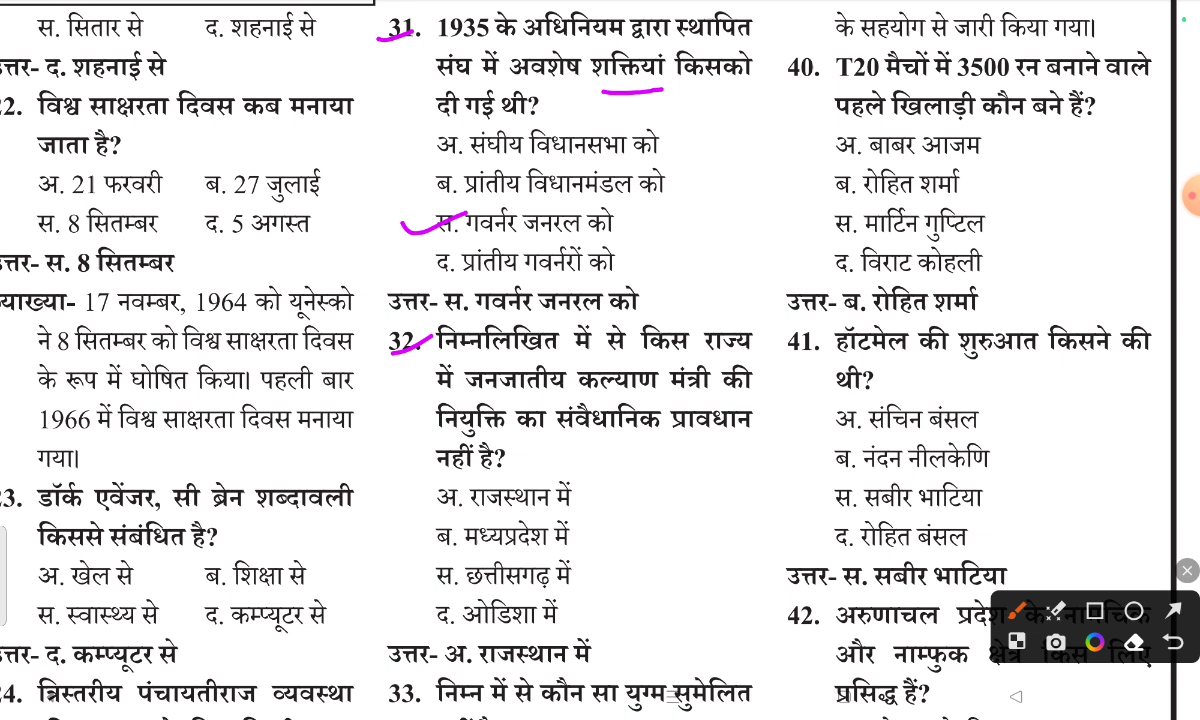 स. सितार से द. शहनाई से
त्तर- द. शहनाई से
2. विश्व साक्षरता दिवस कब मनाया
जाता है?
अ. 21 फरवरी ब. 27 जुलाई
स. 8 सितम्बर द. 5 अगस्त
त्तर- स. 8 सितम्बर
याख्या- 17 नवम्बर, 1964 को यूनेस्को
ने 8 सितम्बर को विश्व साक्षरता दिवस
के रूप में घोषित किया। पहली बार
1966 में विश्व साक्षरता दिवस मनाया
गया।
3. डॉर्क एवेंजर, सी ब्रेन शब्दावली
किससे संबंधित है?
अ. खेल से ब. शिक्षा से
स. स्वास्थ्य से द. कम्प्यूटर से
त्तर- द. कम्प्यूटर से
4. त्रिस्तरीय पंचायतीराज व्यवस्था
31. 1935 के अधिनियम द्वारा स्थापित
संघ में अवशेष शक्तियां किसको
दी गई थी?
अ. संघीय विधानसभा को
ब. प्रांतीय विधानमंडल को
स. गवर्नर जनरल को
द. प्रांतीय गवर्नरों को
उत्तर- स. गवर्नर जनरल को
32. निम्नलिखित में से किस राज्य
में जनजातीय कल्याण मंत्री की
नियुक्ति का संवैधानिक प्रावधान
नहीं है?
अ. राजस्थान में
ब. मध्यप्रदेश में
स. छत्तीसगढ़ में
द. ओडिशा में
उत्तर- अ. राजस्थान में
33. निम्न में से कौन सा युग्म सुमेलित
के सहयोग से जारी किया गया।
40. T20 मैचों में 3500 रन बनाने वाले
पहले खिलाड़ी कौन बने हैं?
अ. बाबर आजम
ब. रोहित शर्मा
स. मार्टिन गुप्टिल
द. विराट कोहली
उत्तर- ब. रोहित शर्मा
41. हॉटमेल की शुरुआत किसने की
थी?
अ. संचिन बंसल
ब. नंदन नीलकेणि
स. सबीर भाटिया
द. रोहित बंसल
उत्तर- स. सबीर भाटिया
42. अरुणाचल प्रदेश के नामचिक
और नाम्फुक क्षेत्र किस लिए
प्रसिद्ध हैं?